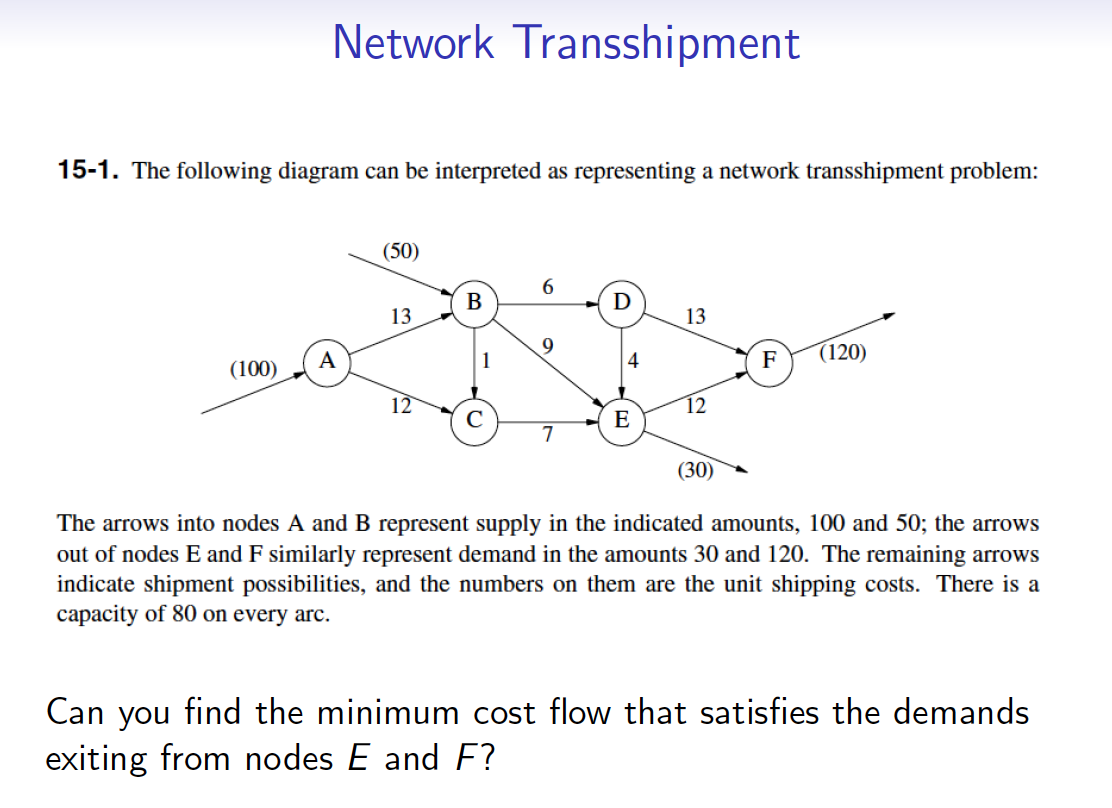 Network Transshipment
15-1. The following diagram can be interpreted as representing a network transshipment problem:
(50)
6
B
D
13
13
9
(120)
A
1
4
F
(100)
12
12
C
E
7
(30)
The arrows into nodes A and B represent supply in the indicated amounts, 100 and 50; the arrows
out of nodes E and F similarly represent demand in the amounts 30 and 120. The remaining arrows
indicate shipment possibilities, and the numbers on them are the unit shipping costs. There is a
capacity of 80 on every arc.
Can you find the minimum cost flow that satisfies the demands
exiting from nodes E and F?